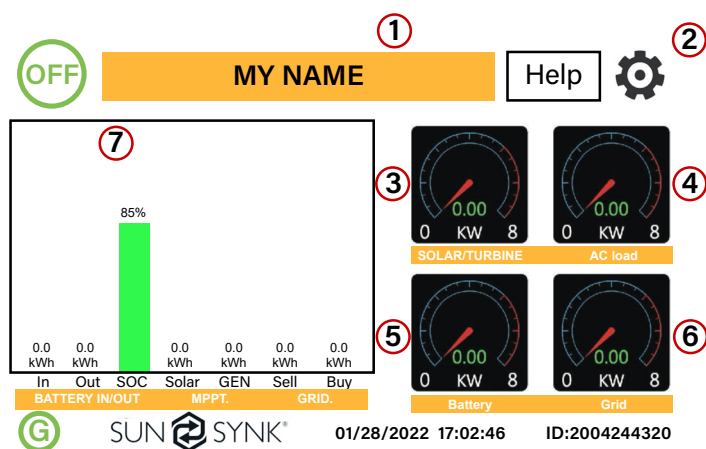 1
2
OFF
MY NAME
Help
7
85%
0.0 kWh
0.0 kWh
0.0 kWh
0.0 kWh
0.0 kWh
0.0 kWh
In Out SOC Solar GEN Sell Buy
BATTERY IN/OUT MPPT. GRID.
3
0.00
0 KW 8
SOLAR/TURBINE
4
0.00
0 KW 8
AC load
5
0.00
0 KW 8
Battery
6
0.00
0 KW 8
Grid
G
SUN SYNK®
01/28/2022 17:02:46 ID:2004244320